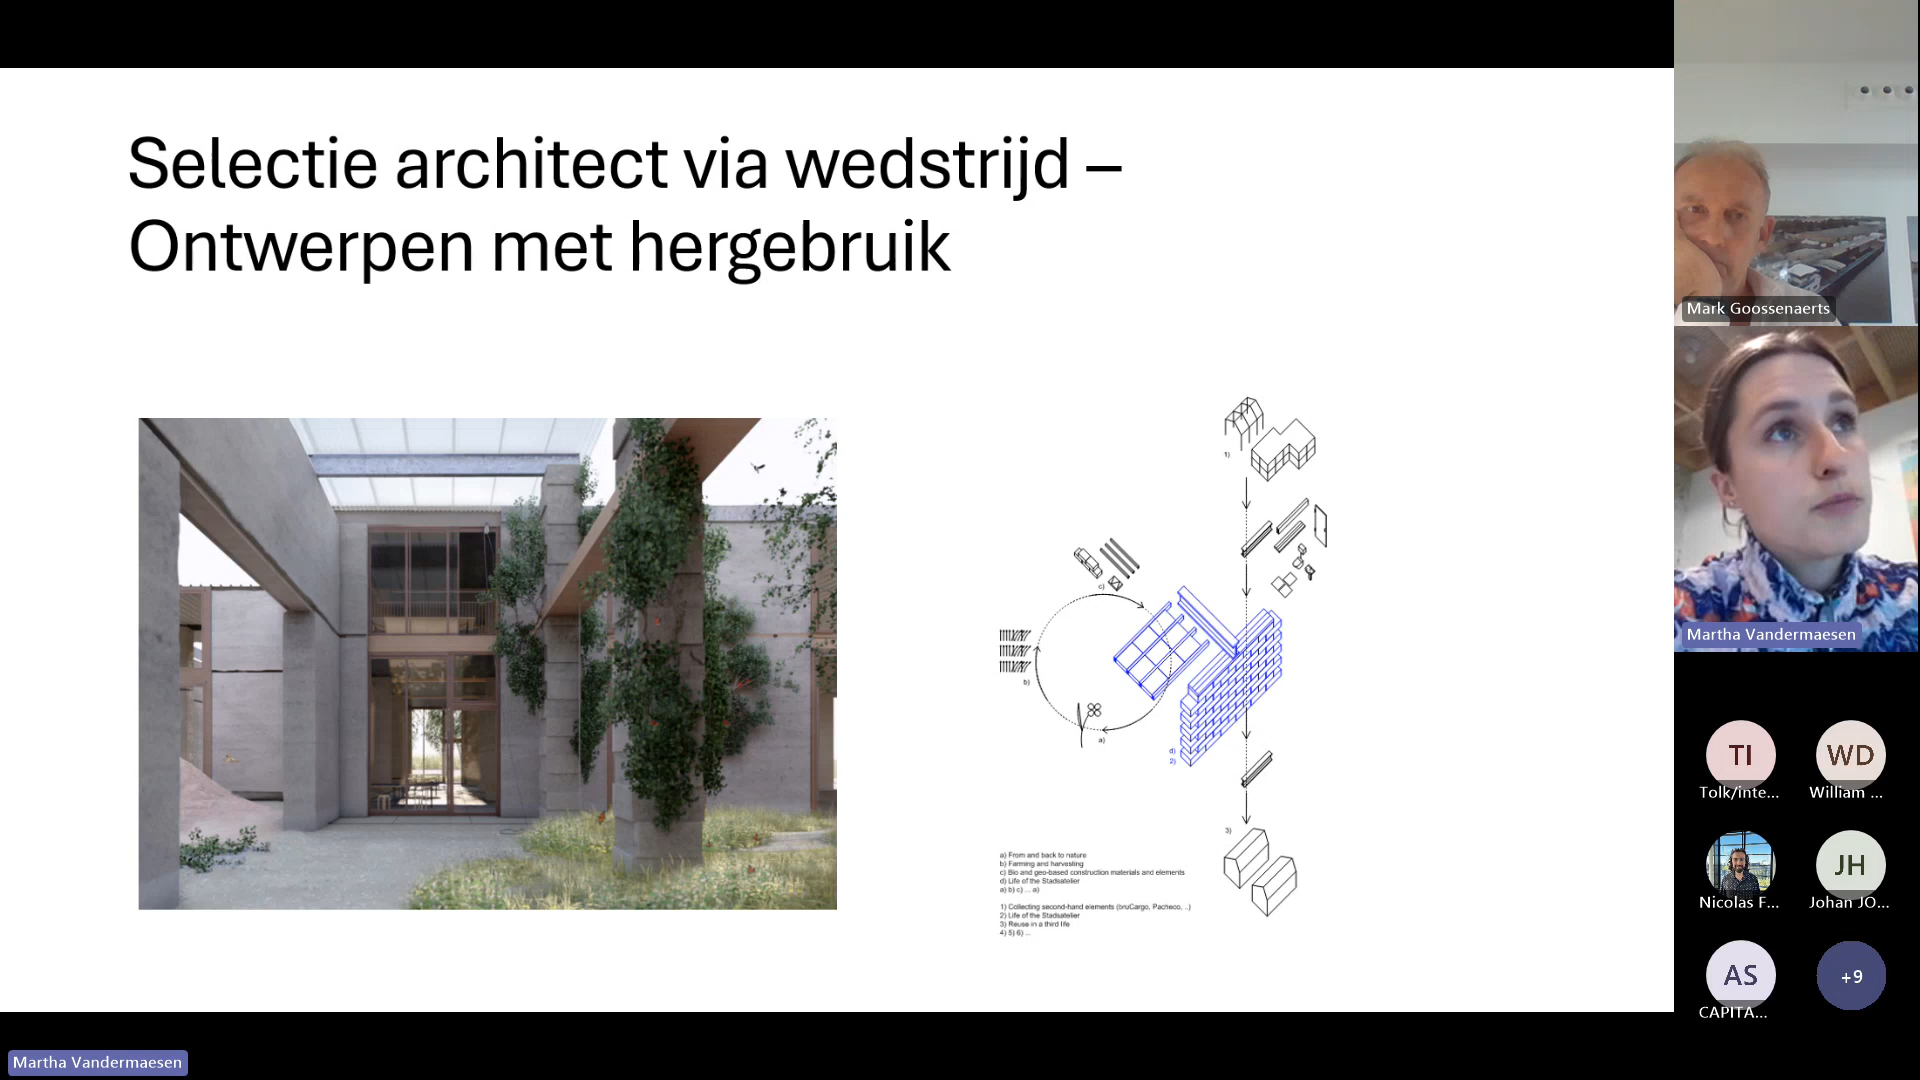 Selectie architect via wedstrijd –
Ontwerpen met hergebruik
1)
c)
b)
a)
d)
2)
3)
a) From and back to nature
b) Farming and harvesting
c) Bio and geo-based construction materials and elements
d) Life of the Stadsatelier
a) b) c) ... a)
1) Collecting second-hand elements (bruCargo, Pacheco, ..)
2) Life of the Stadsatelier
3) Reuse in a third life
4) 5) 6) ...
Mark Goossenaerts
Martha Vandermaesen
TI
Tolk/inte...
WD
William ...
Nicolas F...
JH
Johan JO...
AS
CAPITA...
+9
Martha Vandermaesen